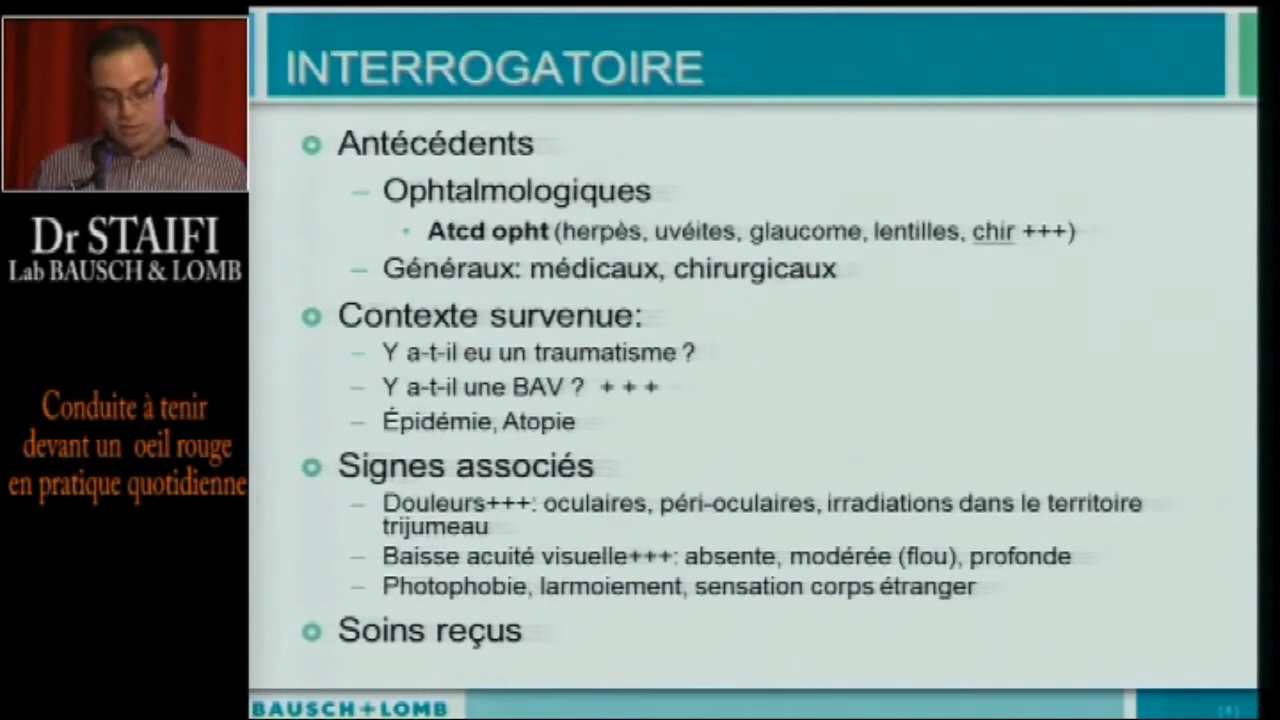 INTERROGATOIRE
Antécédents
– Ophtalmologiques
• Atcd opht (herpès, uvéites, glaucome, lentilles, chir +++)
– Généraux: médicaux, chirurgicaux
Contexte survenue:
– Y a-t-il eu un traumatisme ?
– Y a-t-il une BAV ? + + +
– Épidémie, Atopie
Signes associés
– Douleurs+++: oculaires, péri-oculaires, irradiations dans le territoire
trijumeau
– Baisse acuité visuelle+++: absente, modérée (flou), profonde
– Photophobie, larmoiement, sensation corps étranger
Soins reçus
BAUSCH+LOMB
Dr STAIFI
Lab BAUSCH & LOMB
Conduite à tenir
devant un oeil rouge
en pratique quotidienne